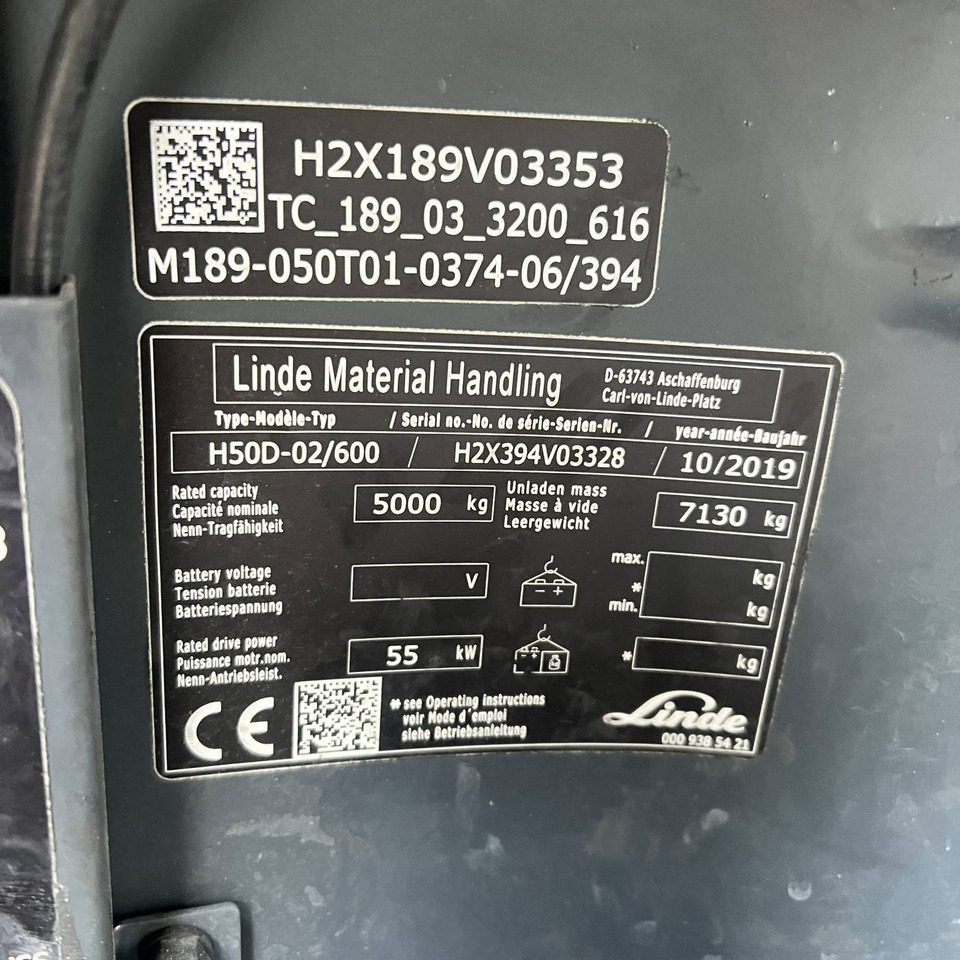 H2X189V03353
TC_189_03_3200_616
M189-050T01-0374-06/394
Linde Material Handling
D-63743 Aschaffenburg
Carl-von-Linde-Platz
Type-Modèle-Typ / Serial no.-No. de série-Serien-Nr. / year-année-Baujahr
H50D-02/600 / H2X394V03328 / 10/2019
Rated capacity
Capacité nominale
Nenn-Tragfähigkeit
5000 kg
Unladen mass
Masse à vide
Leergewicht
7130 kg
Battery voltage
Tension batterie
Batteriespannung
V
max. kg
*
min. kg
Rated drive power
Puissance motr.nom.
Nenn-Antriebsleist.
55 kW
* kg
CE
* see Operating instructions
voir Mode d'emploi
siehe Betriebsanleitung
Linde
000 938 54 21